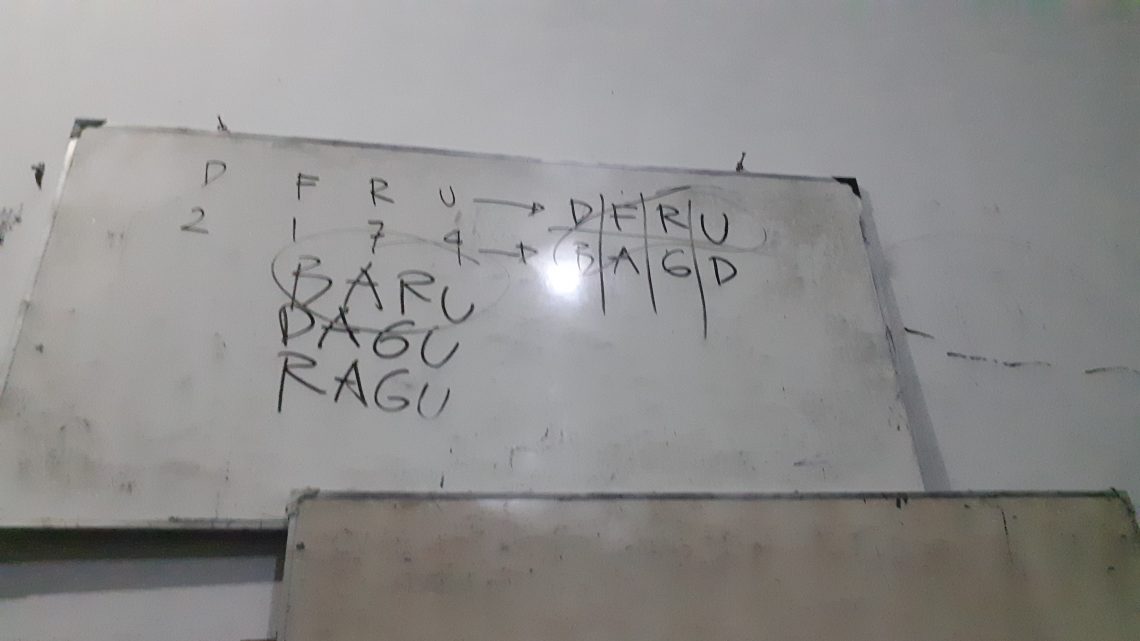 D F R U → D | F | R | U
2 1 7 4 → B | A | G | D
BARU
DAGU
RAGU